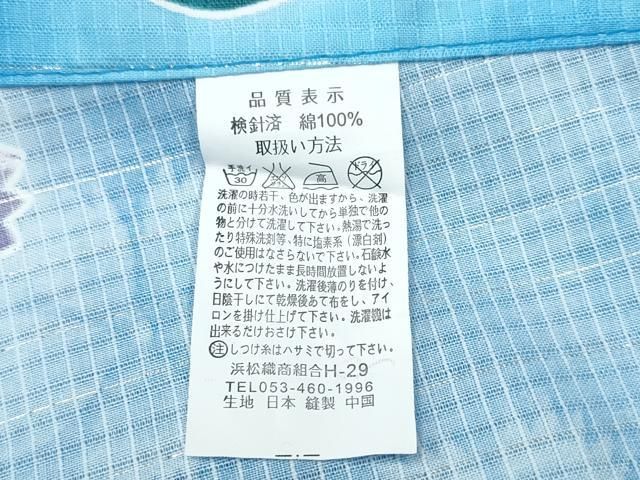 品質表示
検針済 綿100%
取扱い方法
手洗イ 30 高 ドライ
洗濯の時若干、色が出ますから、洗濯
の前に十分水洗いしてから単独で他の
物と分けて洗濯して下さい。熱湯で洗っ
たり特殊洗剤等、特に塩素系（漂白剤）
のご使用はなさらないで下さい。石鹸水
や水につけたまま長時間放置しないよ
うにして下さい。洗濯後薄のりを付け、
日陰干しにて乾燥後あて布をし、アイ
ロンを掛け仕上げて下さい。洗濯機は
出来るだけおさけ下さい。
注 しつけ糸はハサミで切って下さい。
浜松織商組合H-29
TEL053-460-1996
生地 日本 縫製 中国